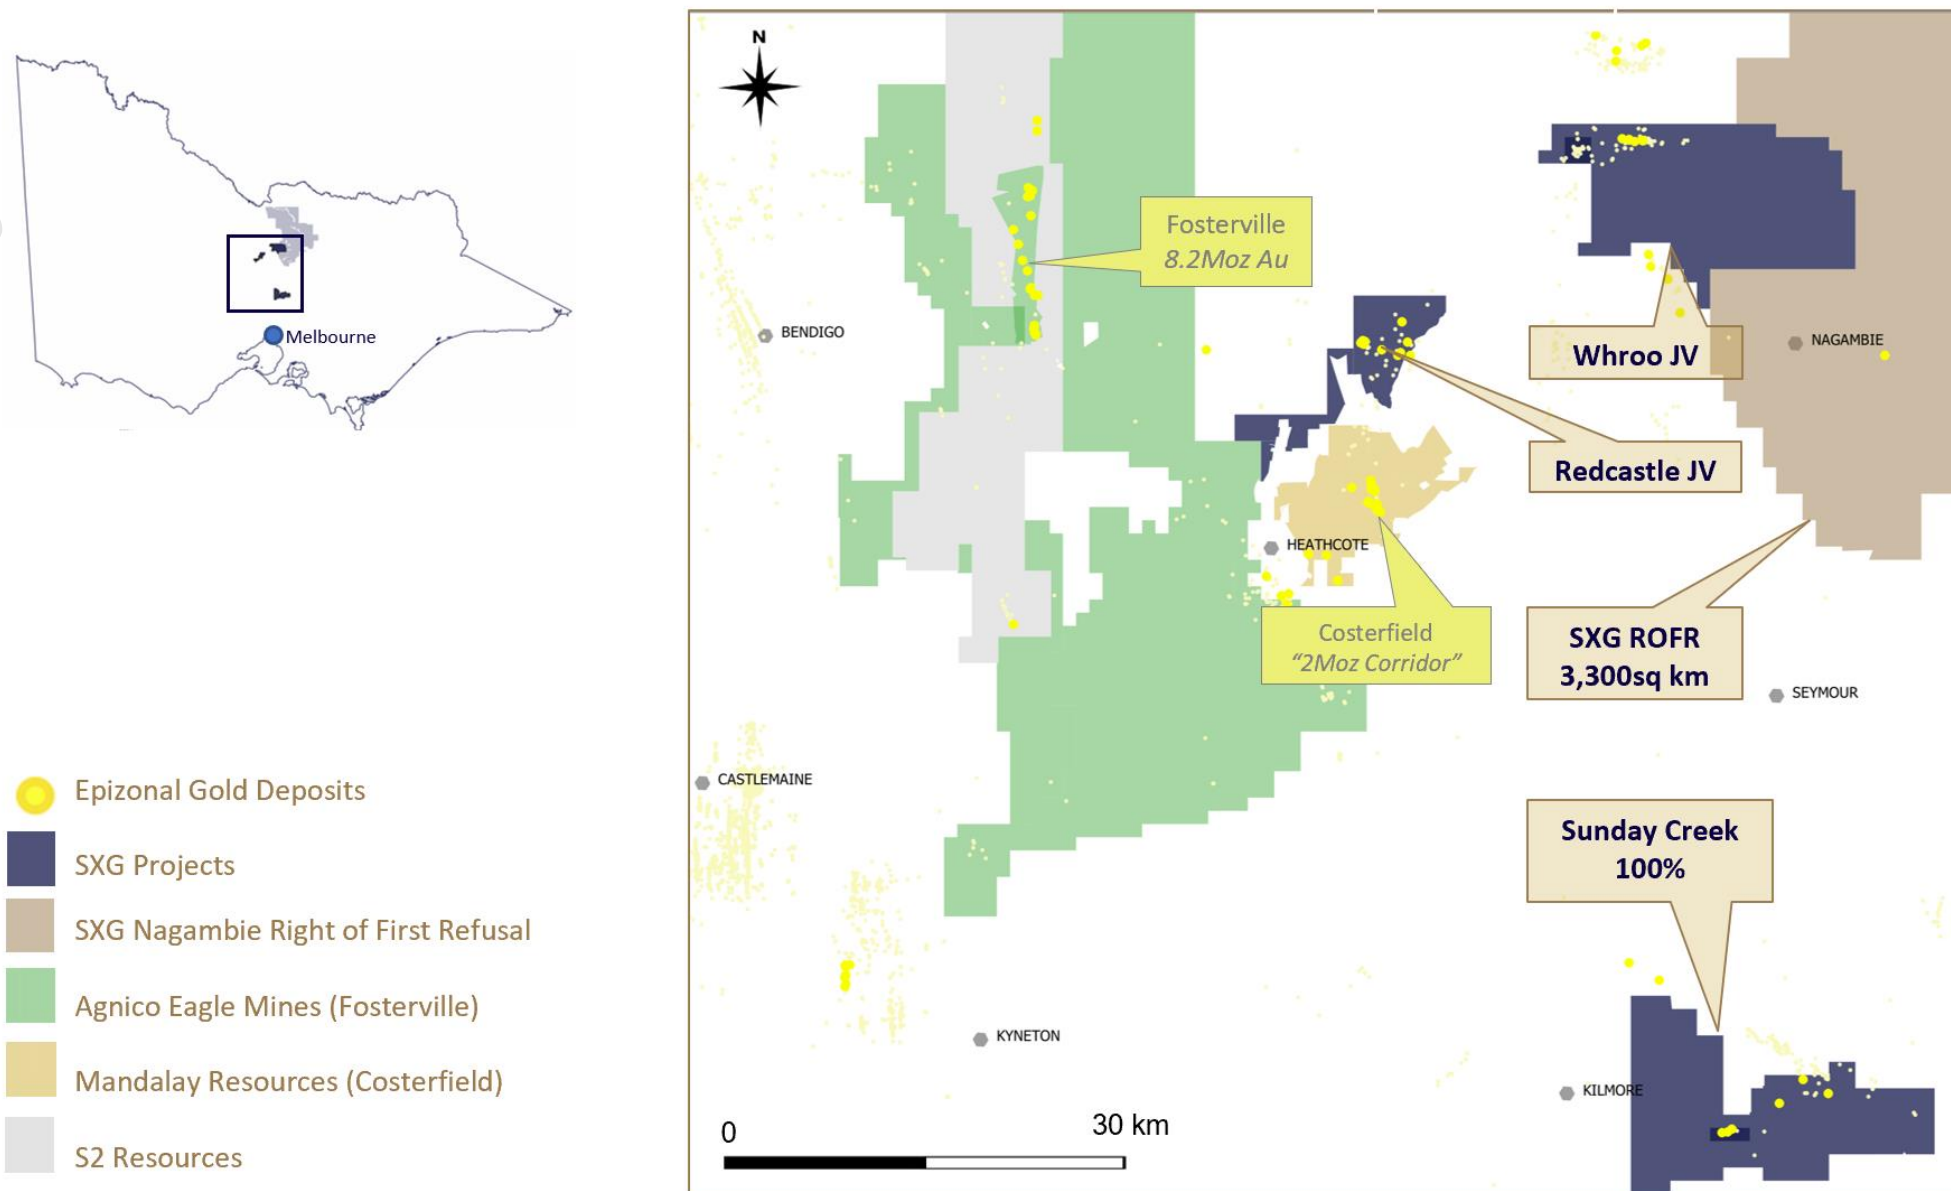 Melbourne
Epizonal Gold Deposits
SXG Projects
SXG Nagambie Right of First Refusal
Agnico Eagle Mines (Fosterville)
Mandalay Resources (Costerfield)
S2 Resources
N
Fosterville
8.2Moz Au
BENDIGO
Whroo JV
NAGAMBIE
Redcastle JV
HEATHCOTE
Costerfield
“2Moz Corridor”
SXG ROFR
3,300sq km
SEYMOUR
CASTLEMAINE
Sunday Creek
100%
KYNETON
KILMORE
0
30 km